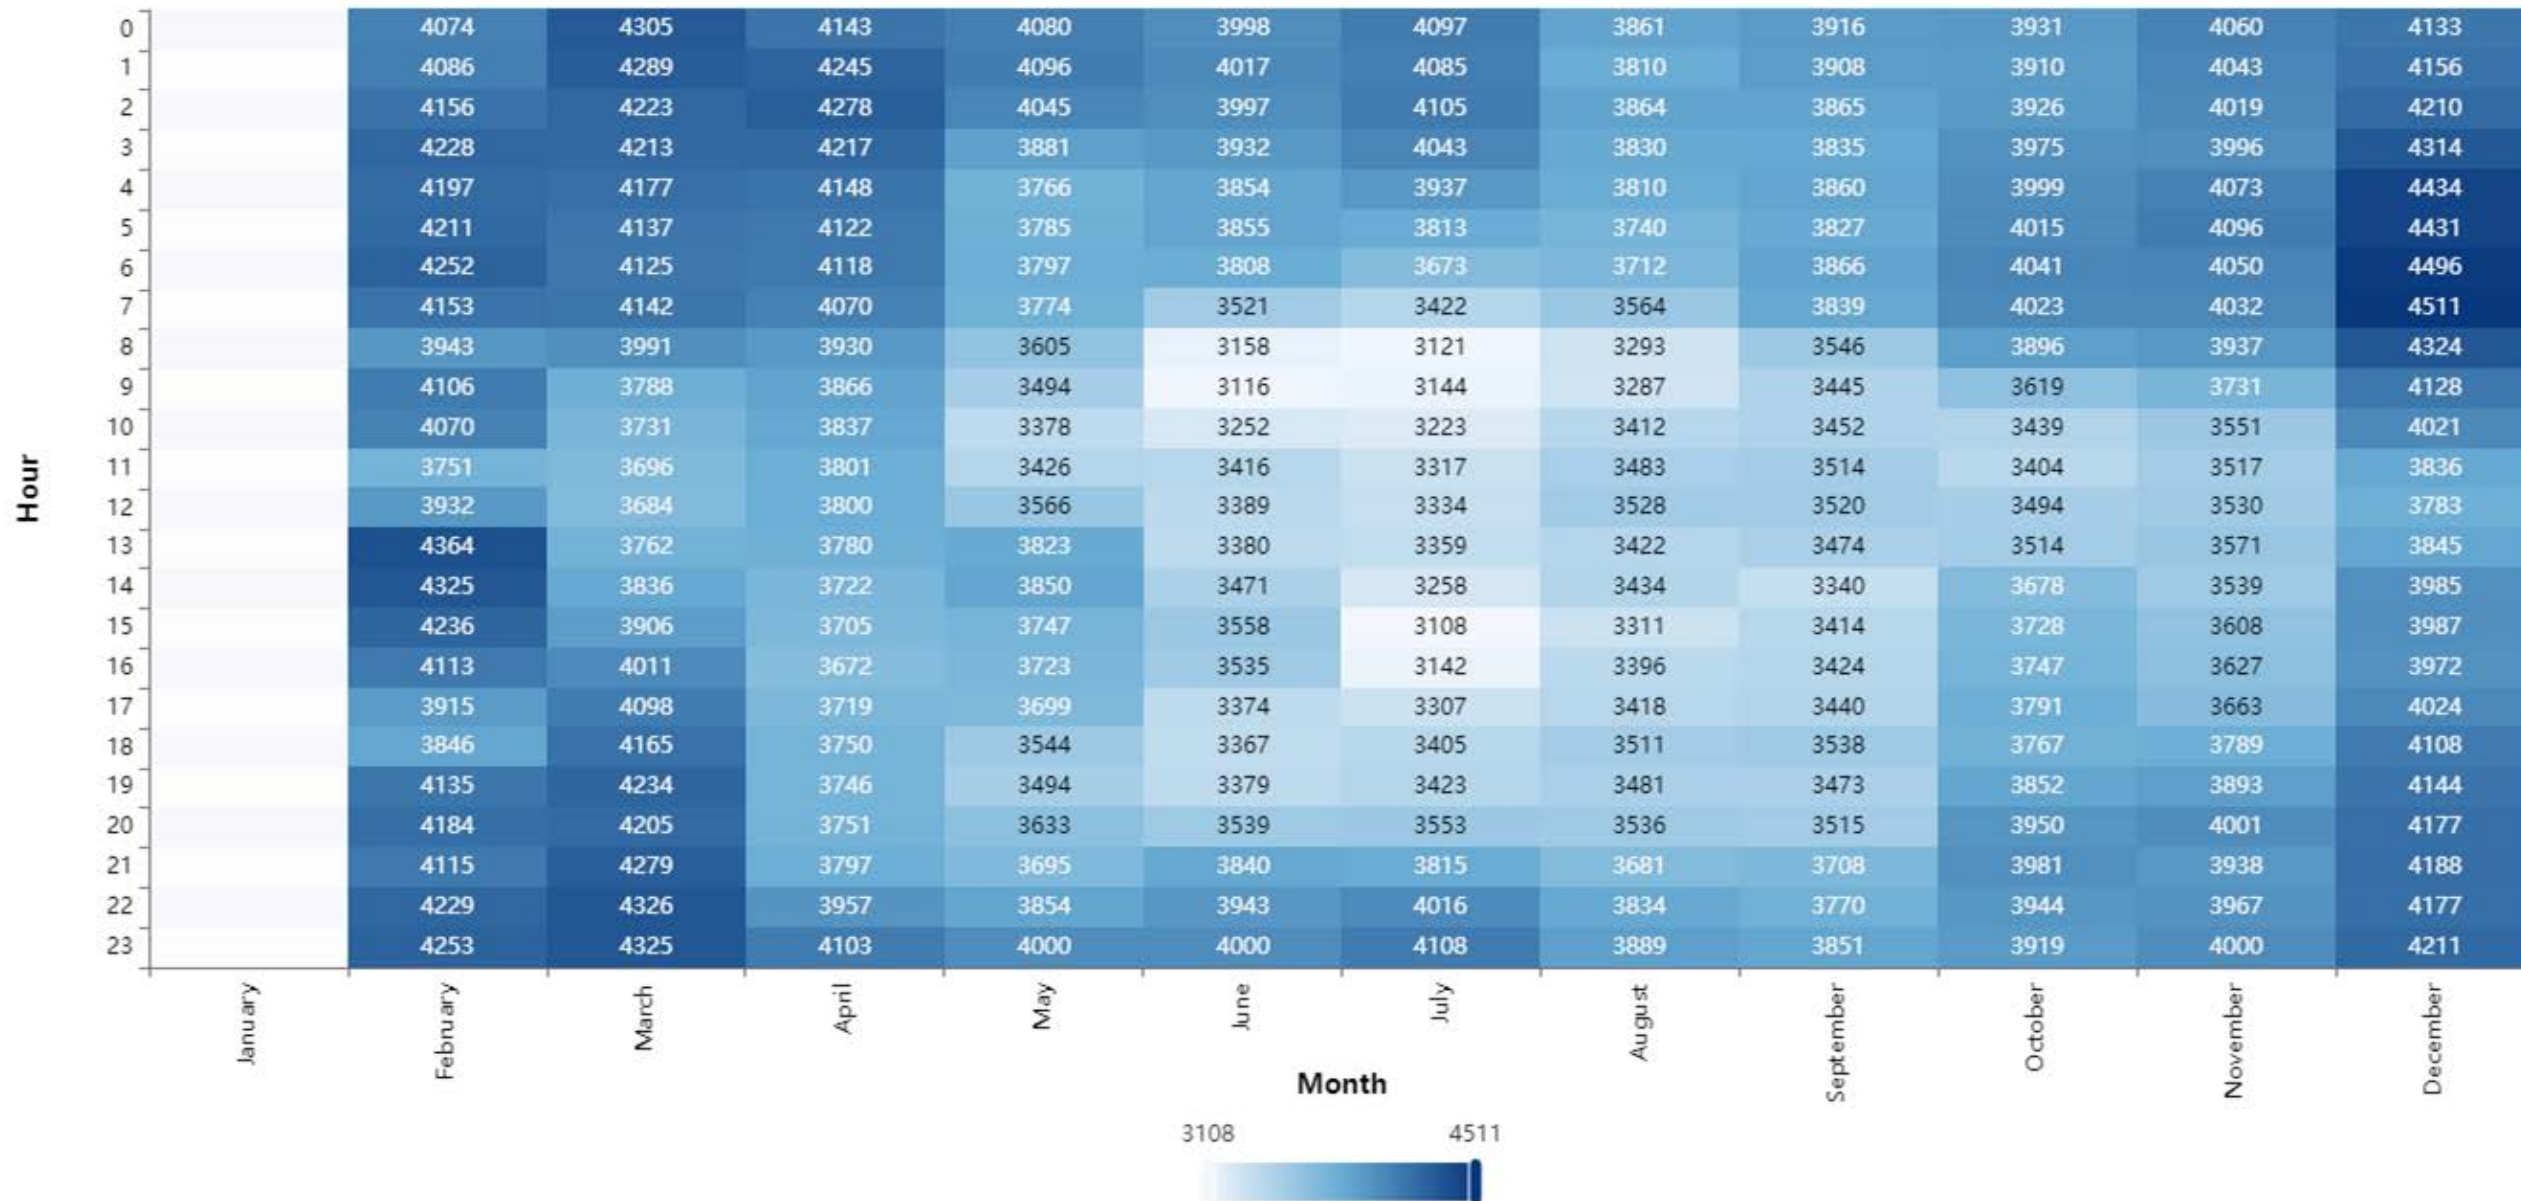 0 4074 4305 4143 4080 3998 4097 3861 3916 3931 4060 4133
1 4086 4289 4245 4096 4017 4085 3810 3908 3910 4043 4156
2 4156 4223 4278 4045 3997 4105 3864 3865 3926 4019 4210
3 4228 4213 4217 3881 3932 4043 3830 3835 3975 3996 4314
4 4197 4177 4148 3766 3854 3937 3810 3860 3999 4073 4434
5 4211 4137 4122 3785 3855 3813 3740 3827 4015 4096 4431
6 4252 4125 4118 3797 3808 3673 3712 3866 4041 4050 4496
7 4153 4142 4070 3774 3521 3422 3564 3839 4023 4032 4511
8 3943 3991 3930 3605 3158 3121 3293 3546 3896 3937 4324
9 4106 3788 3866 3494 3116 3144 3287 3445 3619 3731 4128
10 4070 3731 3837 3378 3252 3223 3412 3452 3439 3551 4021
11 3751 3696 3801 3426 3416 3317 3483 3514 3404 3517 3836
Hour
12 3932 3684 3800 3566 3389 3334 3528 3520 3494 3530 3783
13 4364 3762 3780 3823 3380 3359 3422 3474 3514 3571 3845
14 4325 3836 3722 3850 3471 3258 3434 3340 3678 3539 3985
15 4236 3906 3705 3747 3558 3108 3311 3414 3728 3608 3987
16 4113 4011 3672 3723 3535 3142 3396 3424 3747 3627 3972
17 3915 4098 3719 3699 3374 3307 3418 3440 3791 3663 4024
18 3846 4165 3750 3544 3367 3405 3511 3538 3767 3789 4108
19 4135 4234 3746 3494 3379 3423 3481 3473 3852 3893 4144
20 4184 4205 3751 3633 3539 3553 3536 3515 3950 4001 4177
21 4115 4279 3797 3695 3840 3815 3681 3708 3981 3938 4188
22 4229 4326 3957 3854 3943 4016 3834 3770 3944 3967 4177
23 4253 4325 4103 4000 4000 4108 3889 3851 3919 4000 4211
January February March April May June July August September October November December
Month
3108 4511